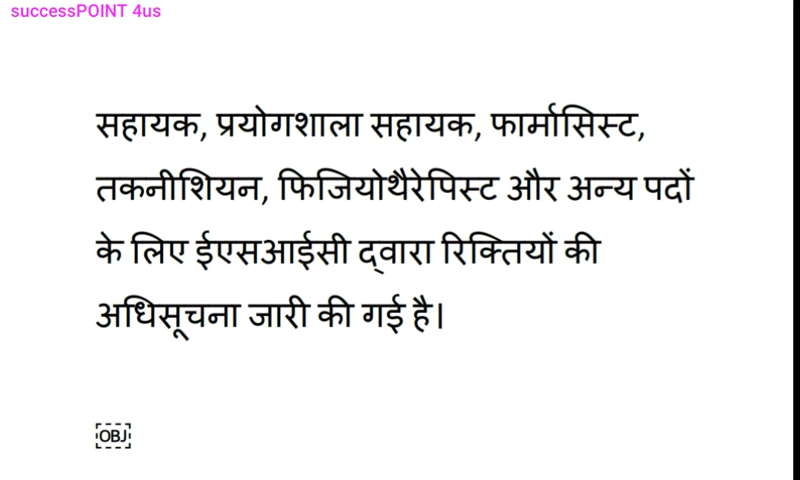 successPOINT 4us
सहायक, प्रयोगशाला सहायक, फार्मासिस्ट,
तकनीशियन, फिजियोथैरेपिस्ट और अन्य पदों
के लिए ईएसआईसी द्वारा रिक्तियों की
अधिसूचना जारी की गई है।
OBJ